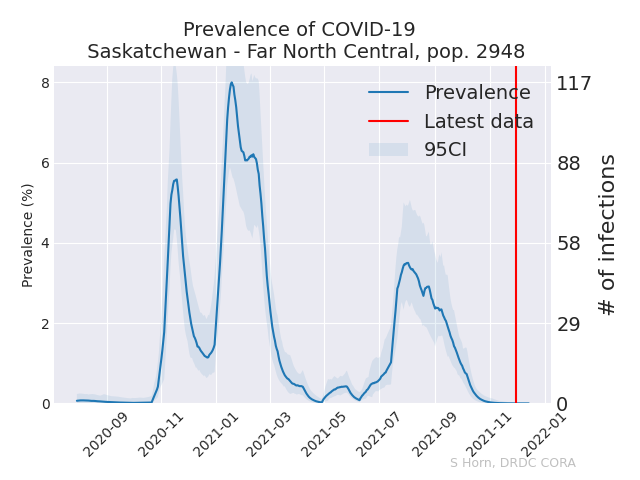 Prevalence of COVID-19
Saskatchewan - Far North Central, pop. 2948
Prevalence
Latest data
95CI
Prevalence (%)
8
6
4
2
0
117
88
58
29
0
# of infections
2020-09
2020-11
2021-01
2021-03
2021-05
2021-07
2021-09
2021-11
2022-01
S Horn, DRDC CORA